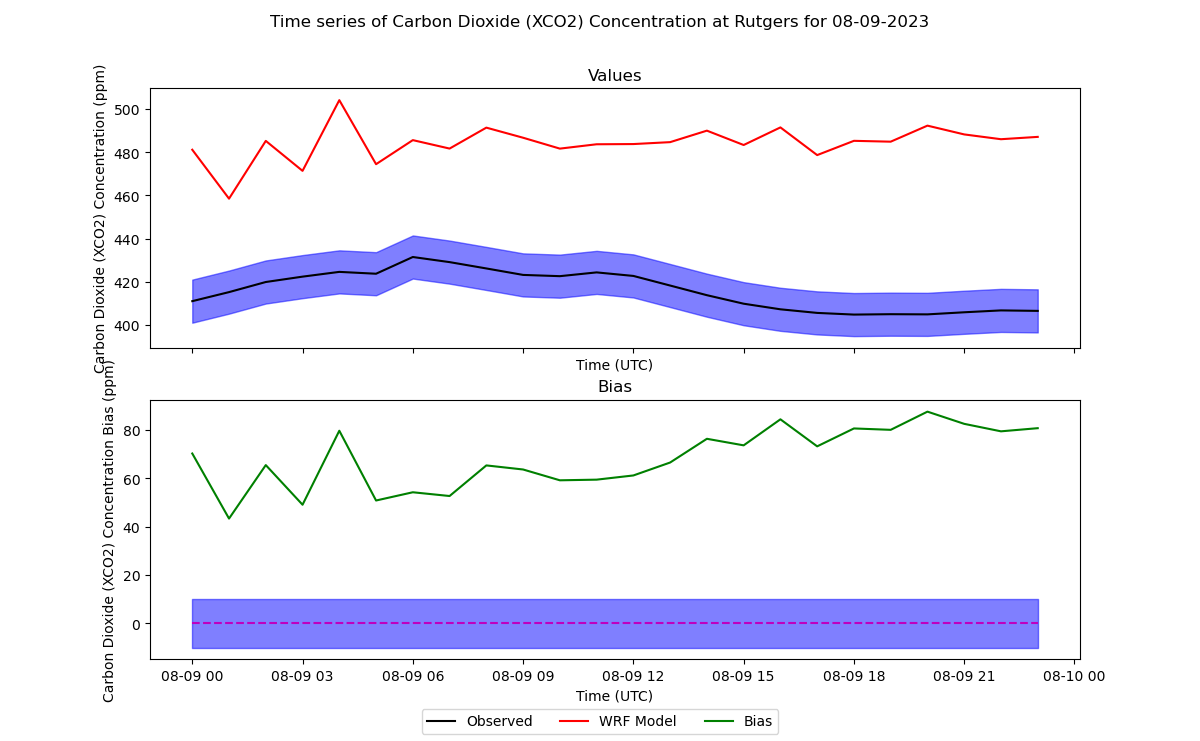 Time series of Carbon Dioxide (XCO2) Concentration at Rutgers for 08-09-2023
Values
Carbon Dioxide (XCO2) Concentration (ppm)
500
480
460
440
420
400
Time (UTC)
Bias
Carbon Dioxide (XCO2) Concentration Bias (ppm)
80
60
40
20
0
08-09 00 08-09 03 08-09 06 08-09 09 08-09 12 08-09 15 08-09 18 08-09 21 08-10 00
Time (UTC)
Observed WRF Model Bias